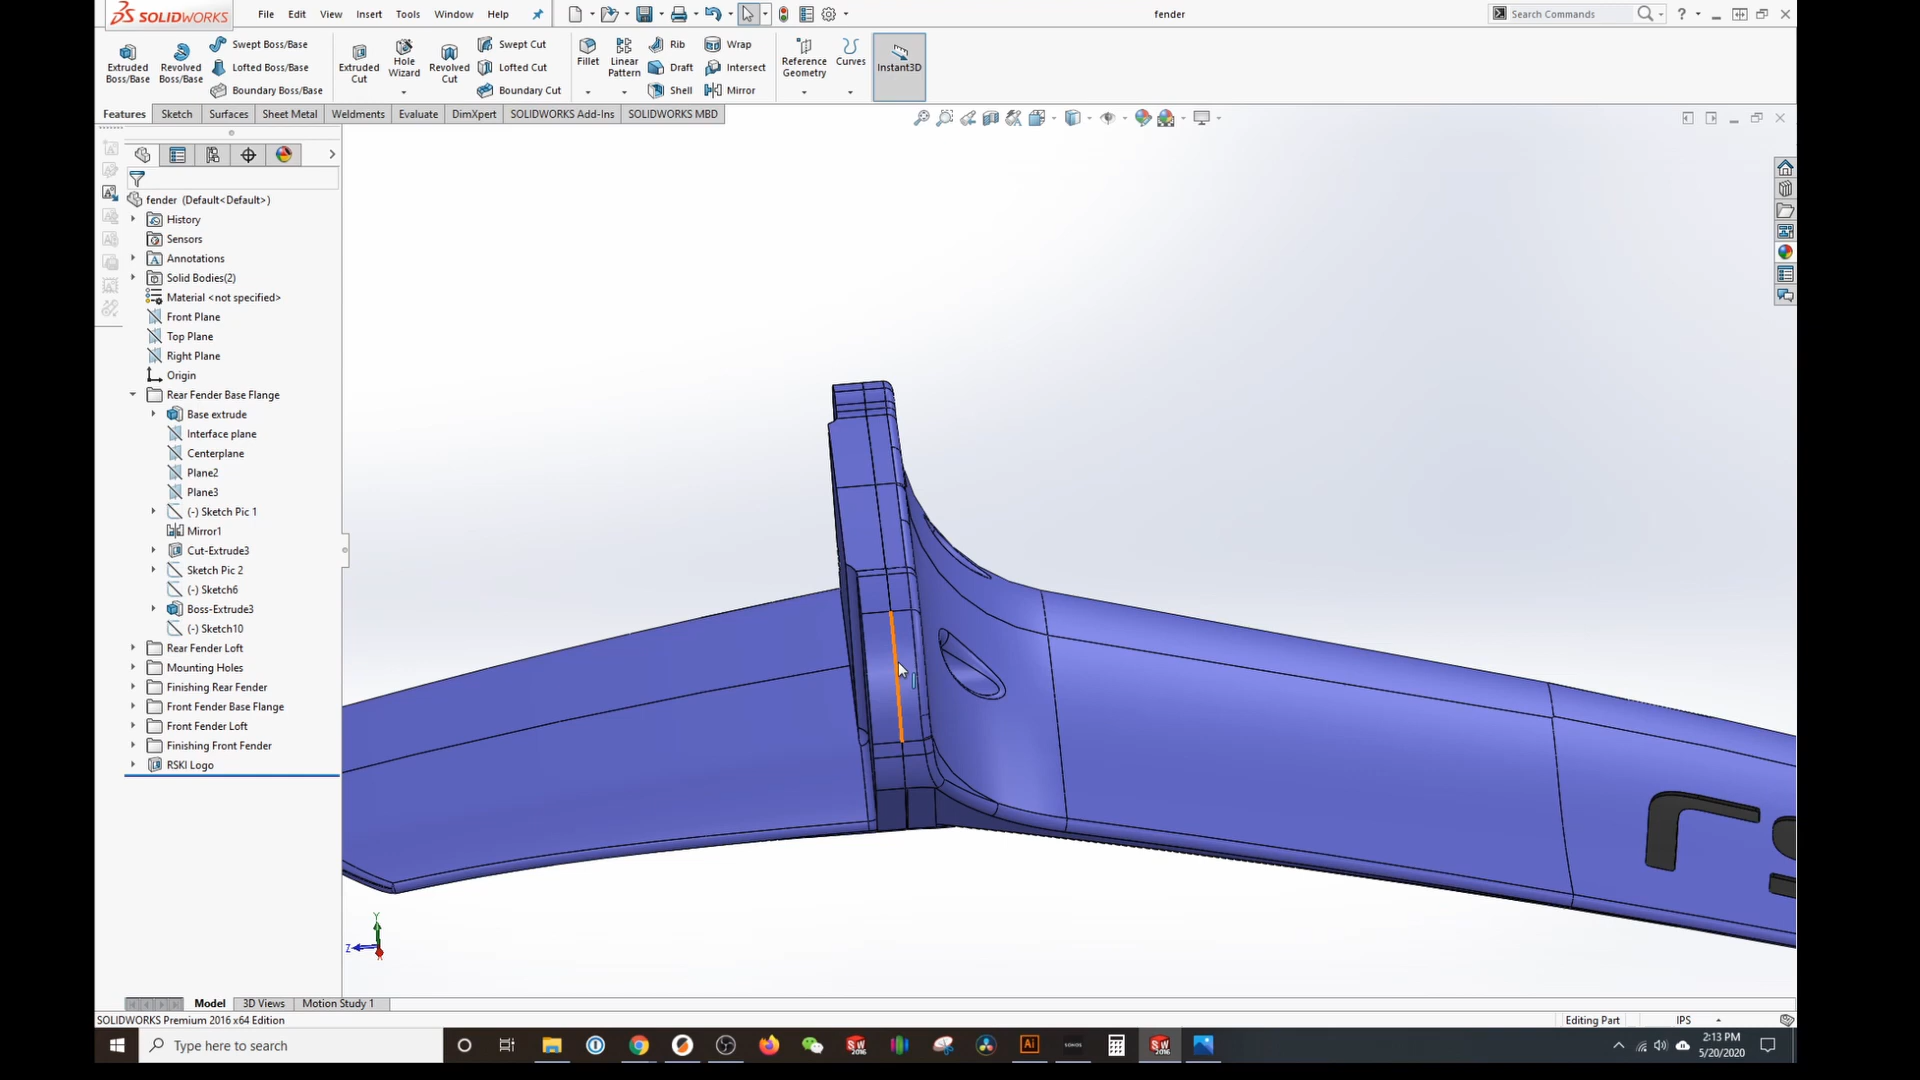 SOLIDWORKS File Edit View Insert Tools Window Help fender Search Commands
Extruded Boss/Base
Revolved Boss/Base
Swept Boss/Base
Lofted Boss/Base
Boundary Boss/Base
Extruded Cut
Hole Wizard
Revolved Cut
Swept Cut
Lofted Cut
Boundary Cut
Fillet
Linear Pattern
Rib
Draft
Shell
Wrap
Intersect
Mirror
Reference Geometry
Curves
Instant3D
Features Sketch Surfaces Sheet Metal Weldments Evaluate DimXpert SOLIDWORKS Add-Ins SOLIDWORKS MBD
fender (Default<Default>)
History
Sensors
Annotations
Solid Bodies(2)
Material <not specified>
Front Plane
Top Plane
Right Plane
Origin
Rear Fender Base Flange
Base extrude
Interface plane
Centerplane
Plane2
Plane3
(-) Sketch Pic 1
Mirror1
Cut-Extrude3
Sketch Pic 2
(-) Sketch6
Boss-Extrude3
(-) Sketch10
Rear Fender Loft
Mounting Holes
Finishing Rear Fender
Front Fender Base Flange
Front Fender Loft
Finishing Front Fender
RSKI Logo
rs
Y
Z
Model 3D Views Motion Study 1
SOLIDWORKS Premium 2016 x64 Edition Editing Part IPS
Type here to search
2:13 PM
5/20/2020